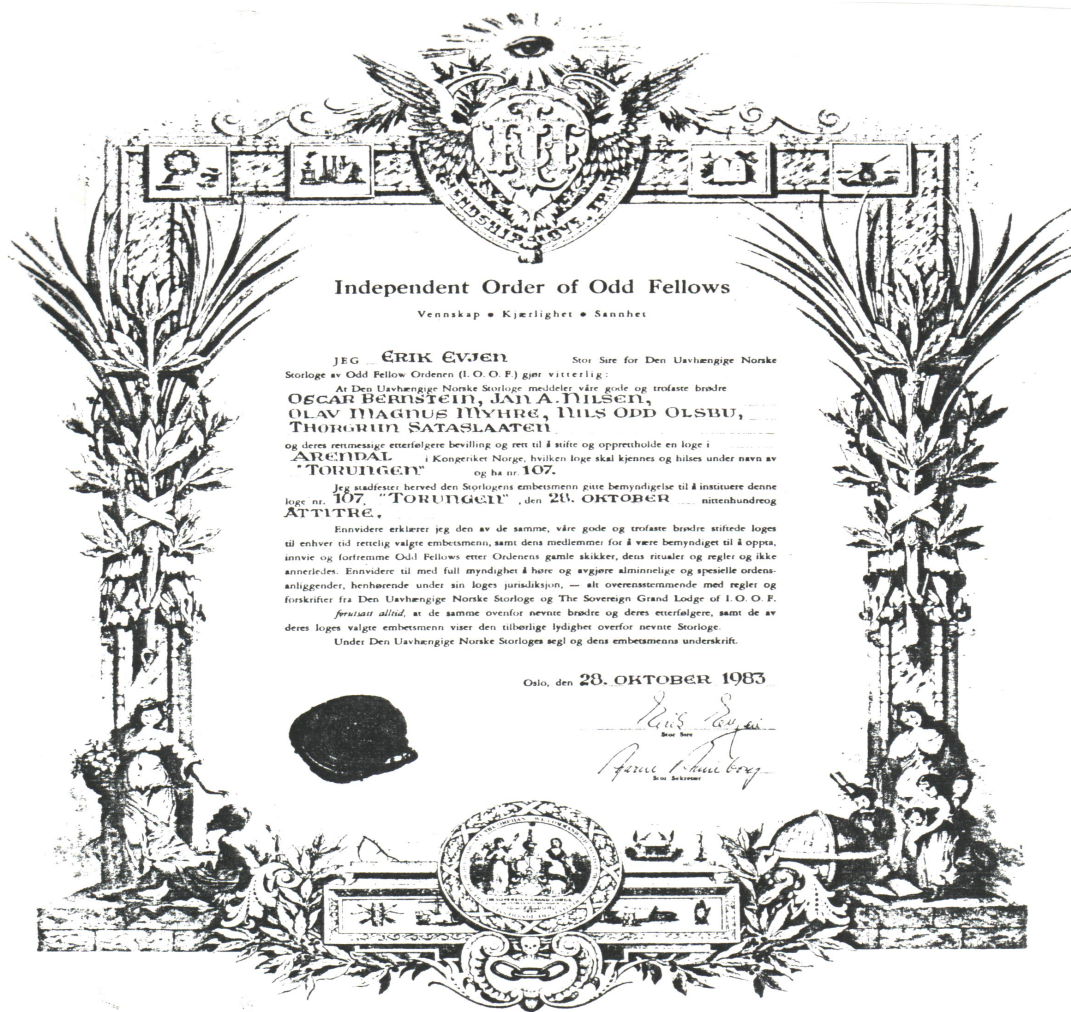 FRIENDSHIP LOVE TRUTH
Independent Order of Odd Fellows
Vennskap • Kjærlighet • Sannhet
JEG ERIK EVJEN Stor Sire for Den Uavhængige Norske
Storloge av Odd Fellow Ordenen (I. O. O. F.) gjør vitterlig :
At Den Uavhængige Norske Storloge meddeler våre gode og trofaste brødre
OSCAR BERNSTEIN, JAN A. NILSEN,
OLAV MAGNUS MYHRE, NILS ODD OLSBU,
THORGRIM SATASLAATEN
og deres rettmessige etterfølgere bevilling og rett til å stifte og opprettholde en loge i
ARENDAL i Kongeriket Norge, hvilken loge skal kjennes og hilses under navn av
"TORUNGEN" og ha nr. 107.
Jeg stadfester herved den Storlogens embetsmenn gitte bemyndigelse til å instituere denne
loge nr. 107, "TORUNGEN", den 28. OKTOBER nittenhundreog
ÅTTITRE.
Ennvidere erklærer jeg den av de samme, våre gode og trofaste brødre stiftede loges
til enhver tid rettelig valgte embetsmenn, samt dens medlemmer for å være bemyndiget til å oppta,
innvie og forfremme Odd Fellows etter Ordenens gamle skikker, dens ritualer og regler og ikke
annerledes. Ennvidere til med full myndighet å høre og avgjøre alminnelige og spesielle ordens-
anliggender, henhørende under sin loges jurisdiksjon, — alt overensstemmende med regler og
forskrifter fra Den Uavhængige Norske Storloge og The Sovereign Grand Lodge of I. O. O. F.
forutsatt alltid, at de samme ovenfor nevnte brødre og deres etterfølgere, samt de av
deres loges valgte embetsmenn viser den tilbørlige lydighet overfor nevnte Storloge.
Under Den Uavhængige Norske Storloges segl og dens embetsmenns underskrift.
Oslo, den 28. OKTOBER 1983
Erik Evjen
Stor Sire
Stor Sekretær